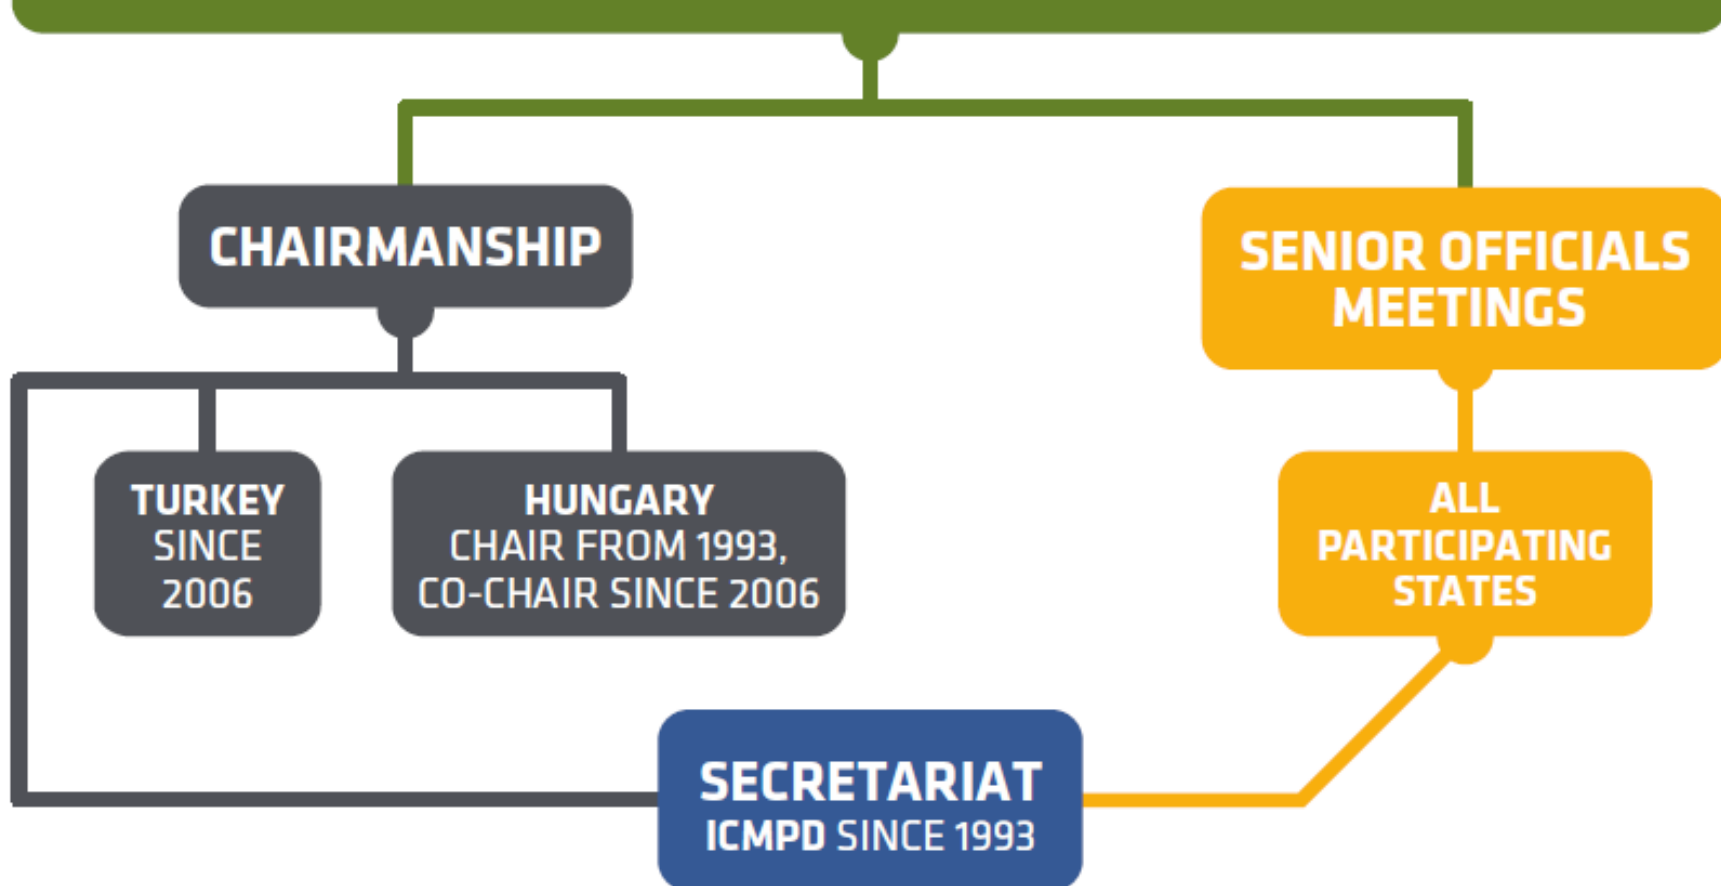 CHAIRMANSHIP
SENIOR OFFICIALS
MEETINGS
TURKEY
SINCE
2006
HUNGARY
CHAIR FROM 1993,
CO-CHAIR SINCE 2006
ALL
PARTICIPATING
STATES
SECRETARIAT
ICMPD SINCE 1993